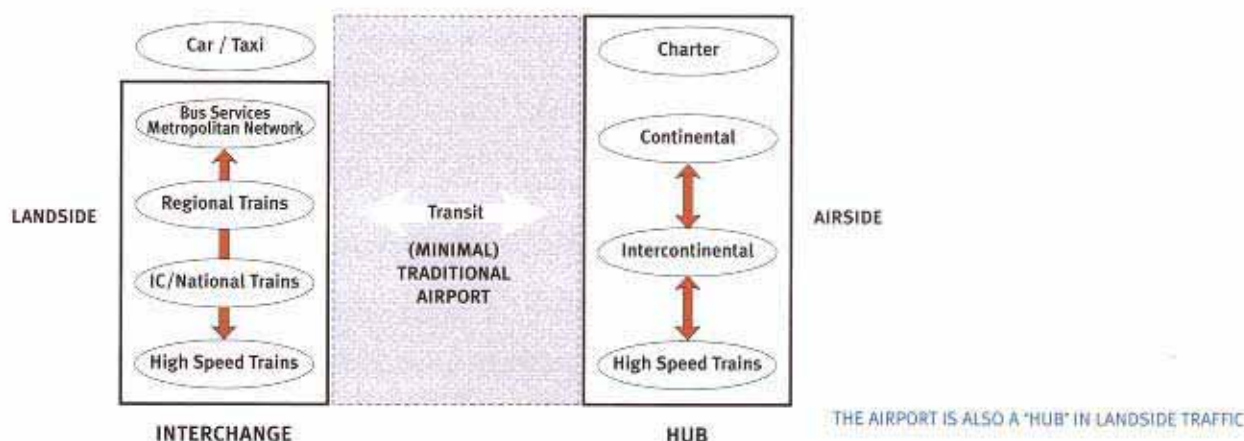 Car / Taxi
Bus Services
Metropolitan Network
Regional Trains
IC/National Trains
High Speed Trains
LANDSIDE
INTERCHANGE
Transit
(MINIMAL)
TRADITIONAL
AIRPORT
Charter
Continental
Intercontinental
High Speed Trains
HUB
AIRSIDE
THE AIRPORT IS ALSO A "HUB" IN LANDSIDE TRAFFIC